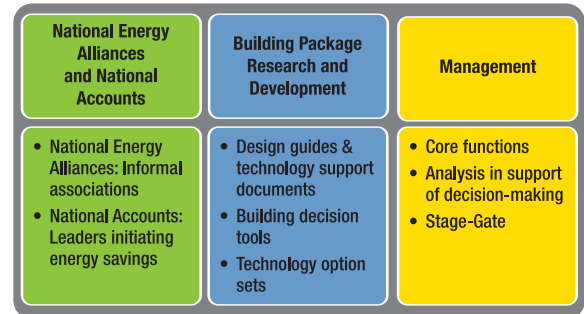 National Energy
Alliances
and National
Accounts
Building Package
Research and
Development
Management
• National Energy
Alliances: Informal
associations
• National Accounts:
Leaders initiating
energy savings
• Design guides &
technology support
documents
• Building decision
tools
• Technology option
sets
• Core functions
• Analysis in support
of decision-making
• Stage-Gate